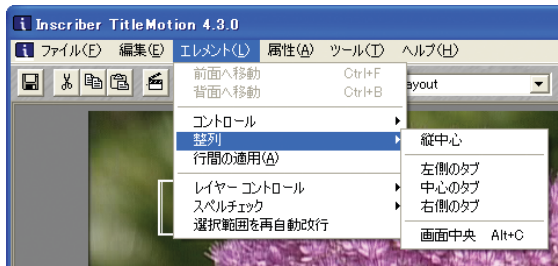 Inscriber TitleMotion 4.3.0
ファイル(F) 編集(E) エレメント(L) 属性(A) ツール(T) ヘルプ(H)
前面へ移動 Ctrl+F
背面へ移動 Ctrl+B
ayout
コントロール
整列
行間の適用(A)
レイヤー コントロール
スペルチェック
選択範囲を再自動改行
縦中心
左側のタブ
中心のタブ
右側のタブ
画面中央 Alt+C